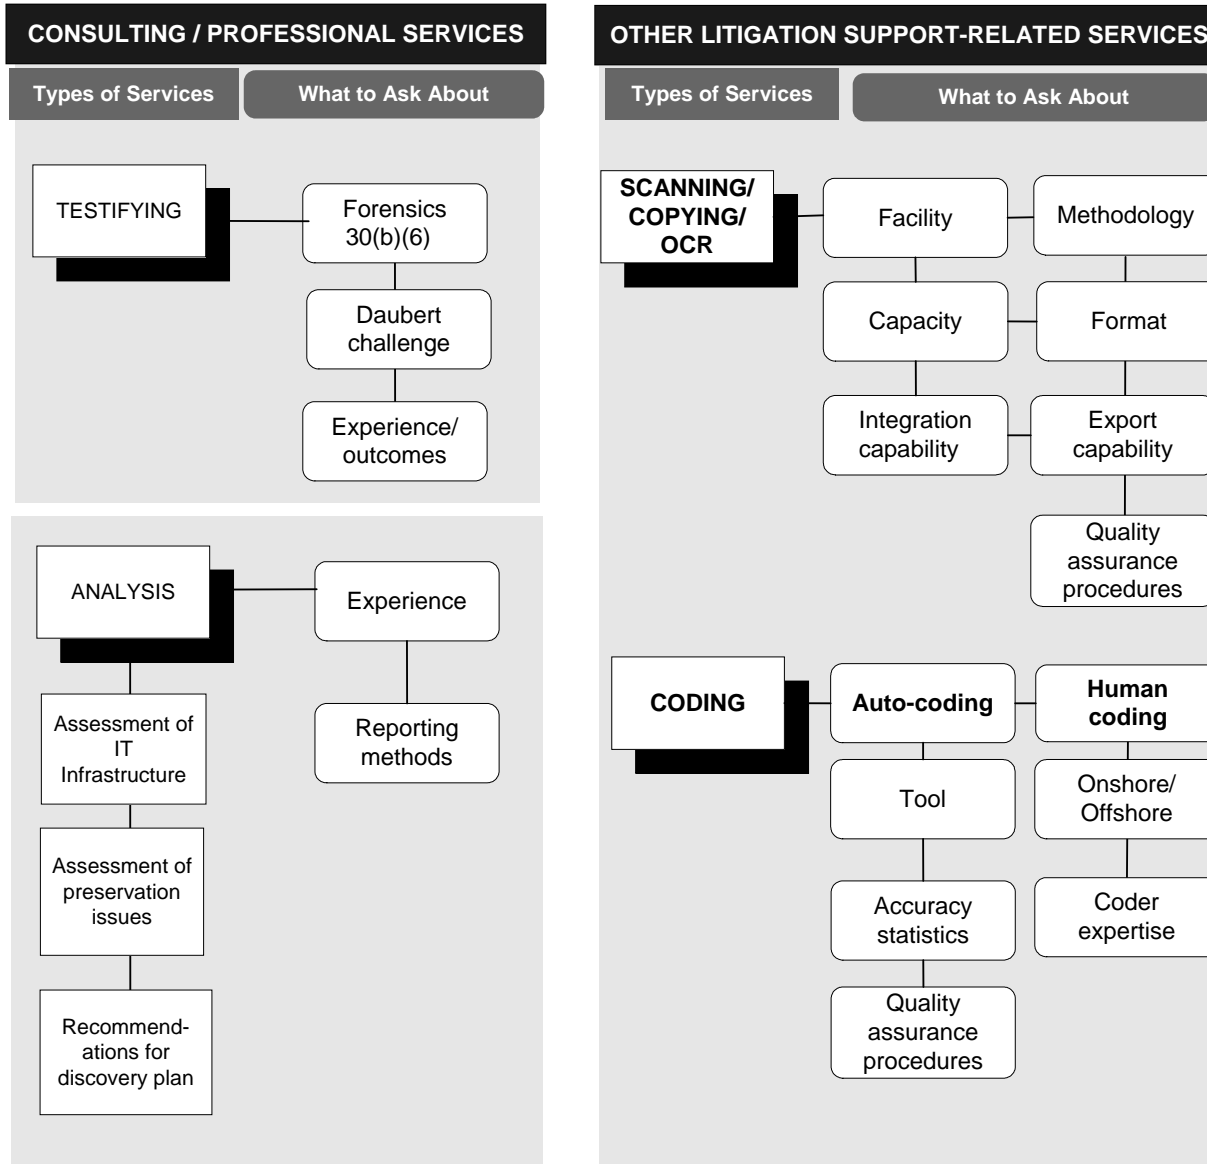 CONSULTING / PROFESSIONAL SERVICES
Types of Services
What to Ask About
TESTIFYING
Forensics
30(b)(6)
Daubert
challenge
Experience/
outcomes
ANALYSIS
Experience
Reporting
methods
Assessment of
IT
Infrastructure
Assessment of
preservation
issues
Recommend-
ations for
discovery plan
OTHER LITIGATION SUPPORT-RELATED SERVICES
Types of Services
What to Ask About
SCANNING/
COPYING/
OCR
Facility
Methodology
Capacity
Format
Integration
capability
Export
capability
Quality
assurance
procedures
CODING
Auto-coding
Human
coding
Tool
Onshore/
Offshore
Accuracy
statistics
Coder
expertise
Quality
assurance
procedures